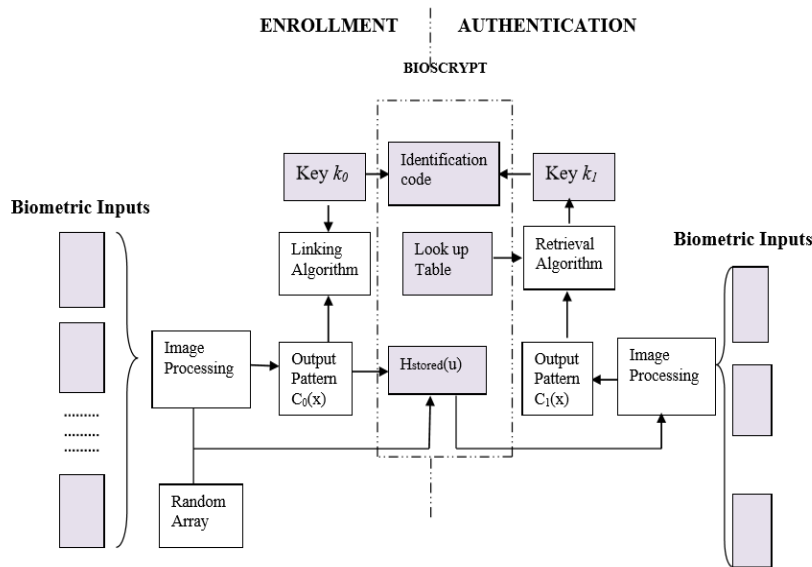 ENROLLMENT
AUTHENTICATION
BIOSCRYPT
Key k0
Identification
code
Key k1
Biometric Inputs
Biometric Inputs
Linking
Algorithm
Look up
Table
Retrieval
Algorithm
Image
Processing
Output
Pattern
C0(x)
Hstored(u)
Output
Pattern
C1(x)
Image
Processing
.........
.........
.........
Random
Array